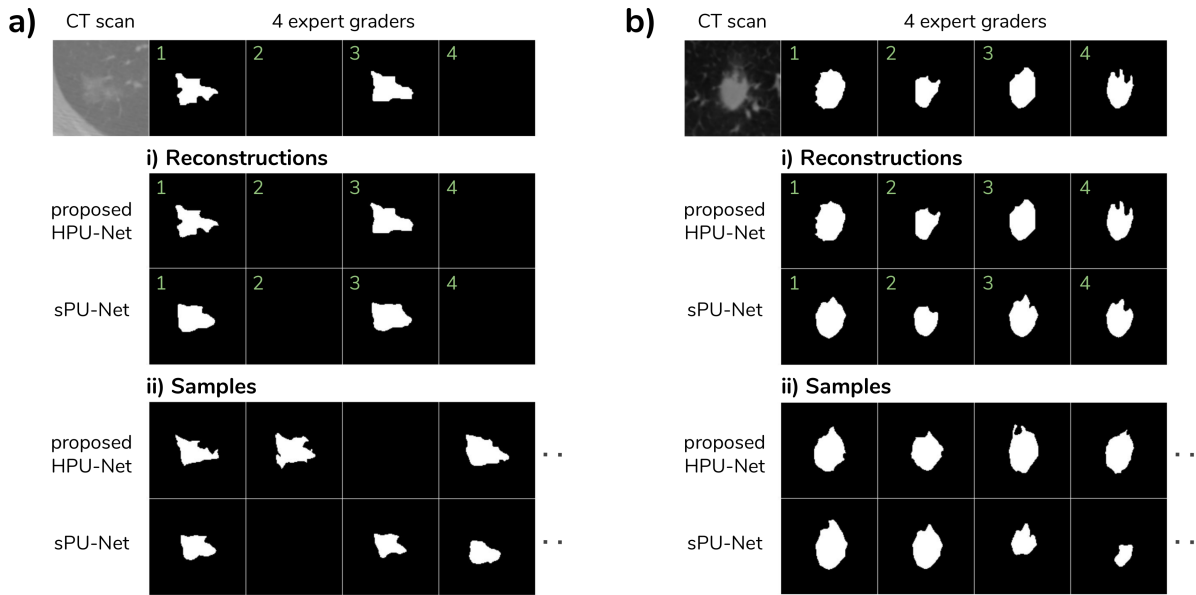 a)
CT scan
4 expert graders
1 2 3 4
i) Reconstructions
proposed
HPU-Net
1 2 3 4
sPU-Net
1 2 3 4
ii) Samples
proposed
HPU-Net
. .
sPU-Net
. .
b)
CT scan
4 expert graders
1 2 3 4
i) Reconstructions
proposed
HPU-Net
1 2 3 4
sPU-Net
1 2 3 4
ii) Samples
proposed
HPU-Net
. .
sPU-Net
. .